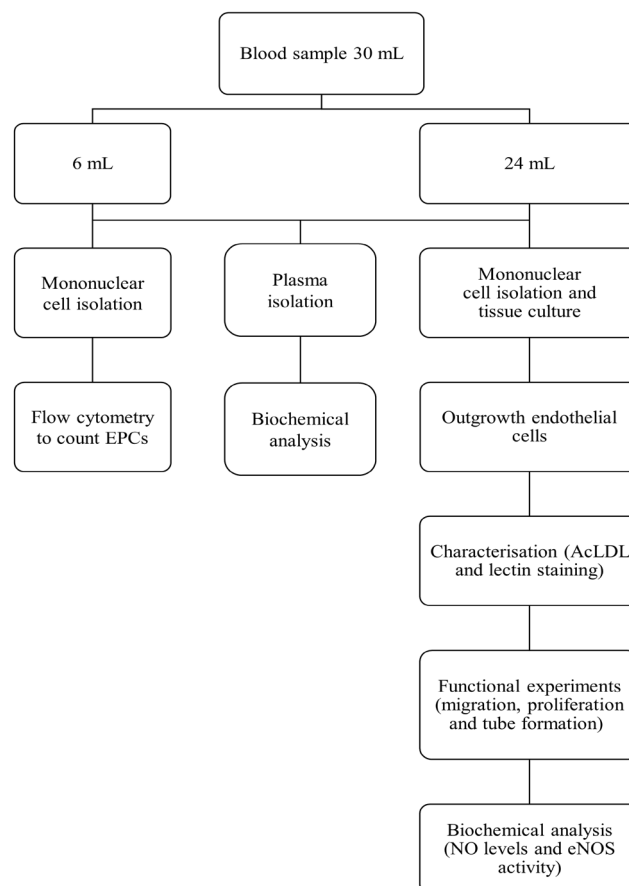 Blood sample 30 mL
6 mL
24 mL
Mononuclear
cell isolation
Plasma
isolation
Mononuclear
cell isolation and
tissue culture
Flow cytometry
to count EPCs
Biochemical
analysis
Outgrowth endothelial
cells
Characterisation (AcLDL
and lectin staining)
Functional experiments
(migration, proliferation
and tube formation)
Biochemical analysis
(NO levels and eNOS
activity)